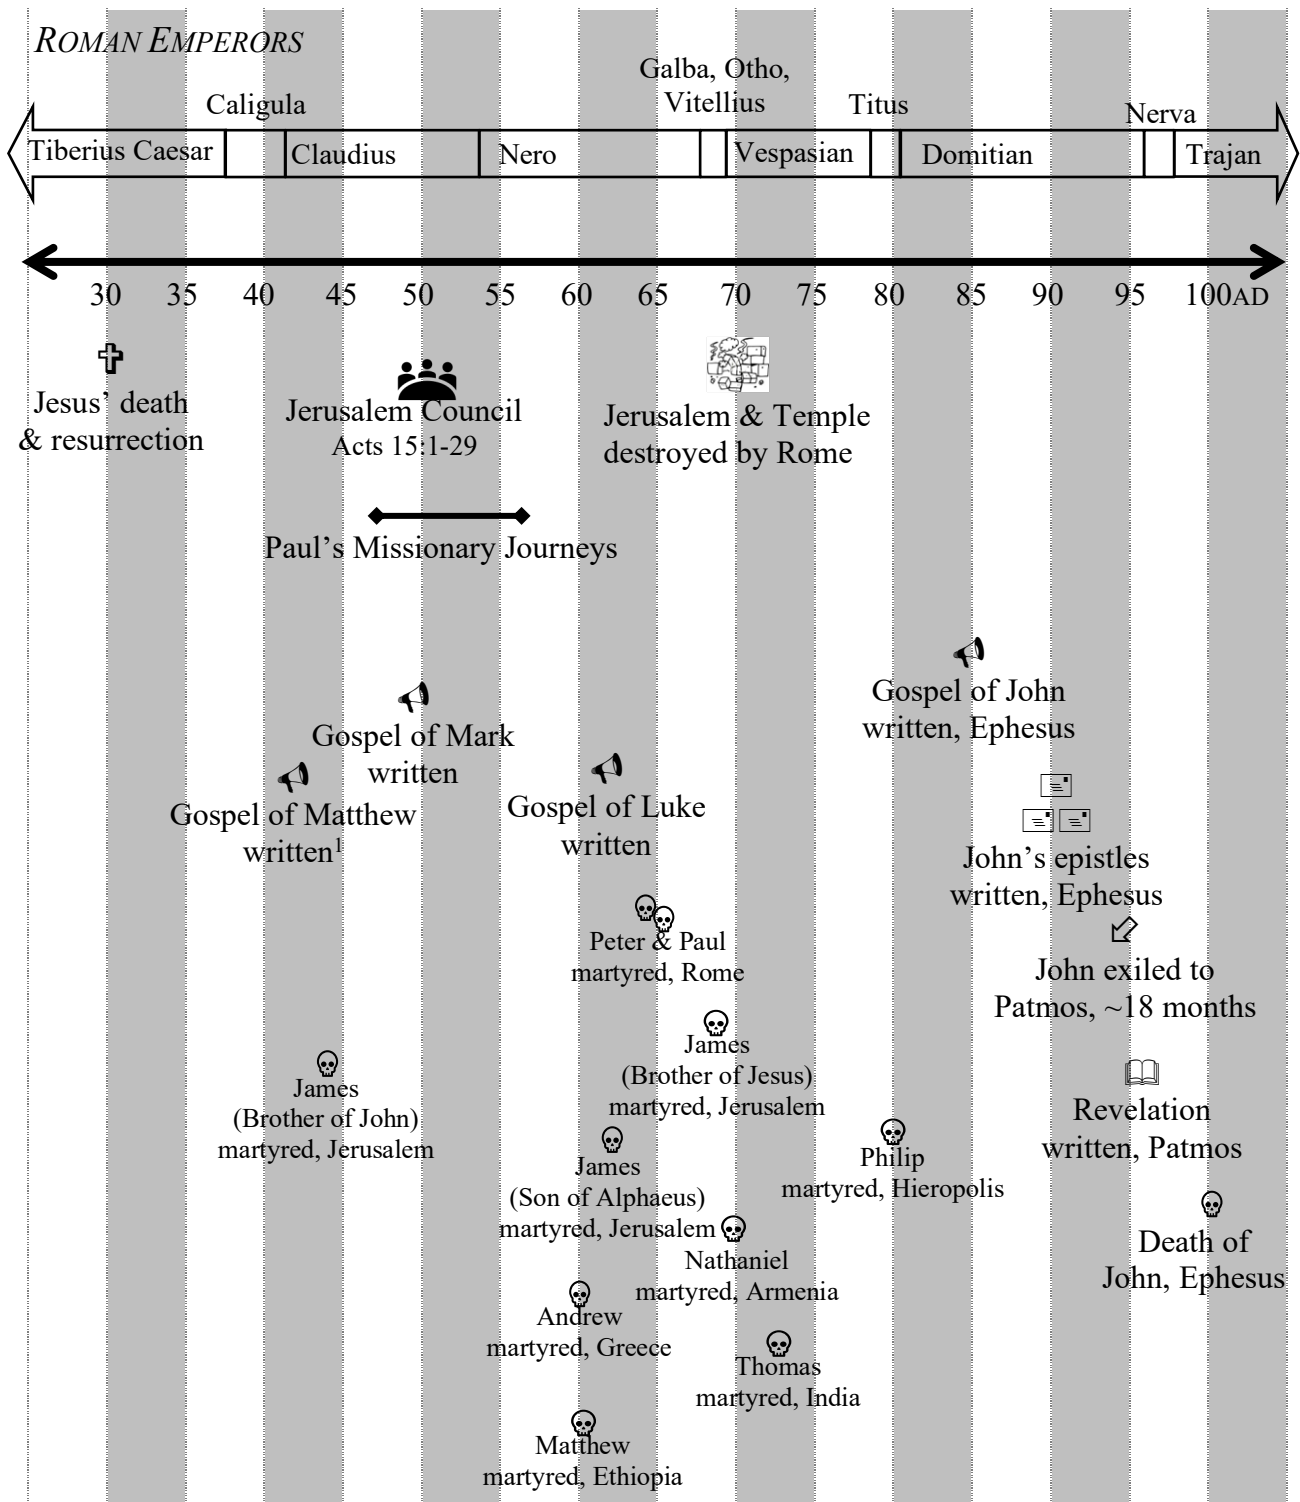 ROMAN EMPERORS
Galba, Otho,
Vitellius
Caligula
Titus
Nerva
Tiberius Caesar
Claudius
Nero
Vespasian
Domitian
Trajan
30 35 40 45 50 55 60 65 70 75 80 85 90 95 100AD
Jesus’ death
& resurrection
Jerusalem Council
Acts 15:1-29
Jerusalem & Temple
destroyed by Rome
Paul’s Missionary Journeys
Gospel of John
written, Ephesus
Gospel of Mark
written
Gospel of Matthew
written1
Gospel of Luke
written
John’s epistles
written, Ephesus
Peter & Paul
martyred, Rome
John exiled to
Patmos, ~18 months
James
(Brother of Jesus)
martyred, Jerusalem
James
(Brother of John)
martyred, Jerusalem
Revelation
written, Patmos
Philip
martyred, Hieropolis
James
(Son of Alphaeus)
martyred, Jerusalem
Nathaniel
martyred, Armenia
Death of
John, Ephesus
Andrew
martyred, Greece
Thomas
martyred, India
Matthew
martyred, Ethiopia